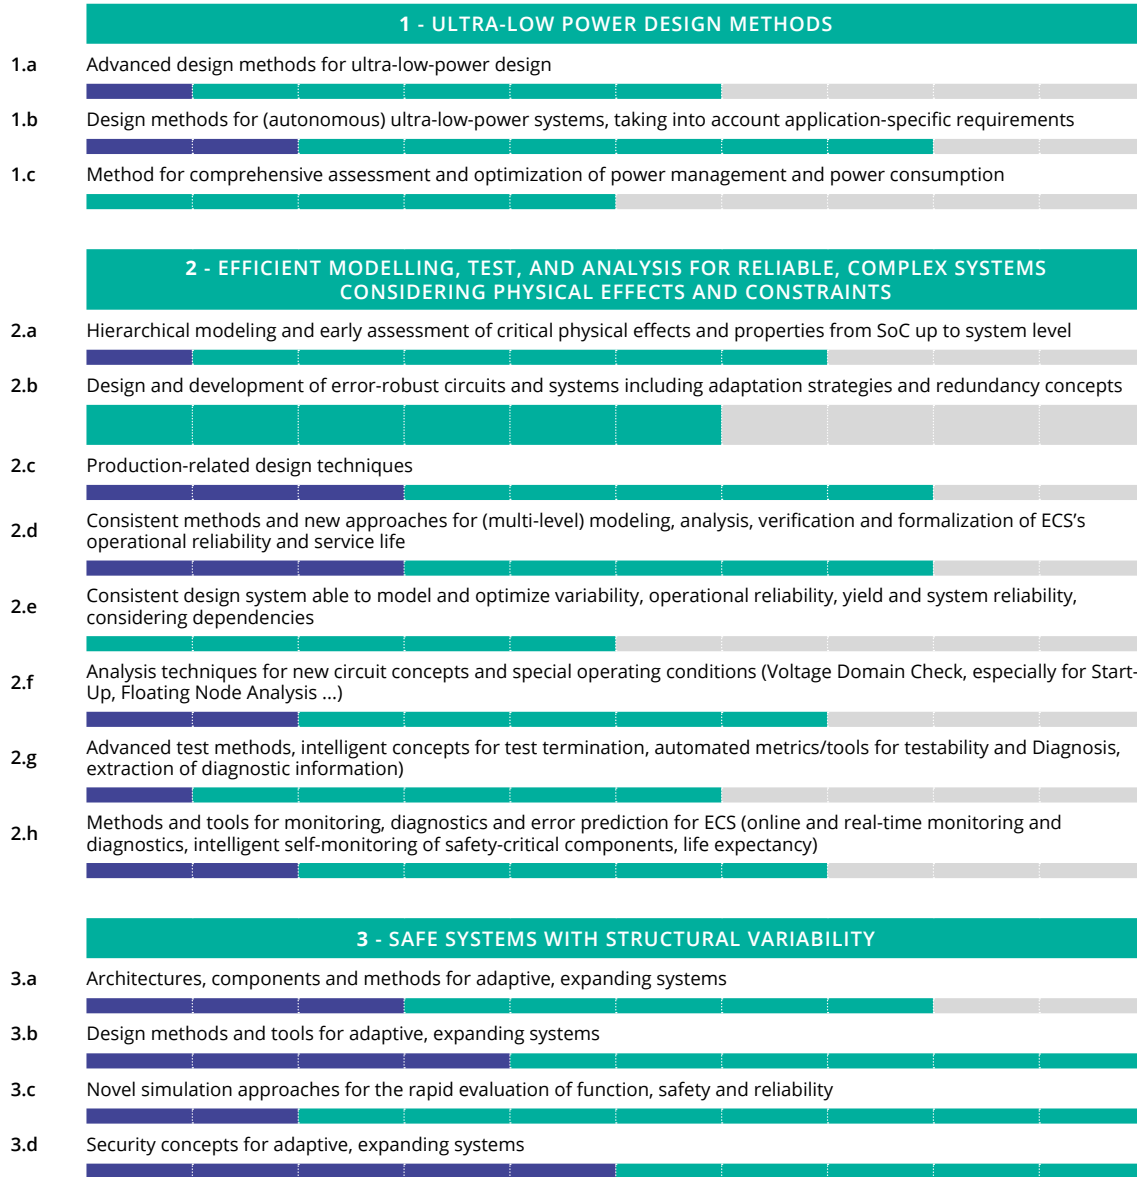 1 - ULTRA-LOW POWER DESIGN METHODS
1.a Advanced design methods for ultra-low-power design
1.b Design methods for (autonomous) ultra-low-power systems, taking into account application-specific requirements
1.c Method for comprehensive assessment and optimization of power management and power consumption
2 - EFFICIENT MODELLING, TEST, AND ANALYSIS FOR RELIABLE, COMPLEX SYSTEMS
CONSIDERING PHYSICAL EFFECTS AND CONSTRAINTS
2.a Hierarchical modeling and early assessment of critical physical effects and properties from SoC up to system level
2.b Design and development of error-robust circuits and systems including adaptation strategies and redundancy concepts
2.c Production-related design techniques
2.d Consistent methods and new approaches for (multi-level) modeling, analysis, verification and formalization of ECS's
operational reliability and service life
2.e Consistent design system able to model and optimize variability, operational reliability, yield and system reliability,
considering dependencies
2.f Analysis techniques for new circuit concepts and special operating conditions (Voltage Domain Check, especially for Start-
Up, Floating Node Analysis ...)
2.g Advanced test methods, intelligent concepts for test termination, automated metrics/tools for testability and Diagnosis,
extraction of diagnostic information)
2.h Methods and tools for monitoring, diagnostics and error prediction for ECS (online and real-time monitoring and
diagnostics, intelligent self-monitoring of safety-critical components, life expectancy)
3 - SAFE SYSTEMS WITH STRUCTURAL VARIABILITY
3.a Architectures, components and methods for adaptive, expanding systems
3.b Design methods and tools for adaptive, expanding systems
3.c Novel simulation approaches for the rapid evaluation of function, safety and reliability
3.d Security concepts for adaptive, expanding systems